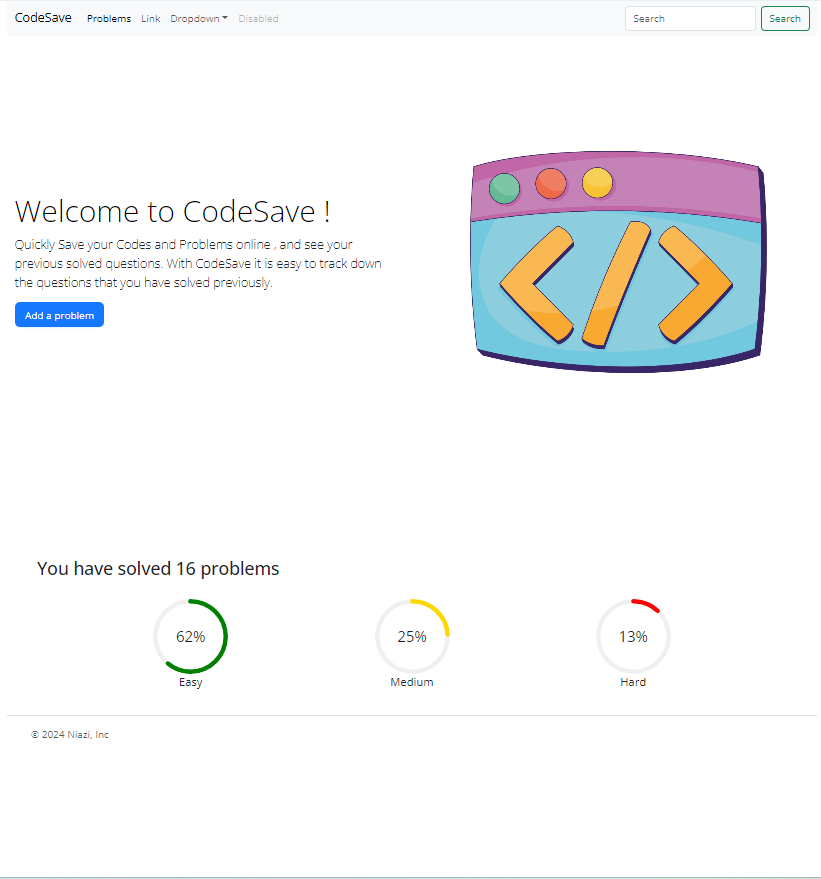 CodeSave Problems Link Dropdown Disabled Search Search
Welcome to CodeSave !
Quickly Save your Codes and Problems online , and see your
previous solved questions. With CodeSave it is easy to track down
the questions that you have solved previously.
Add a problem
</>
You have solved 16 problems
62% 25% 13%
Easy Medium Hard
© 2024 Niazi, Inc